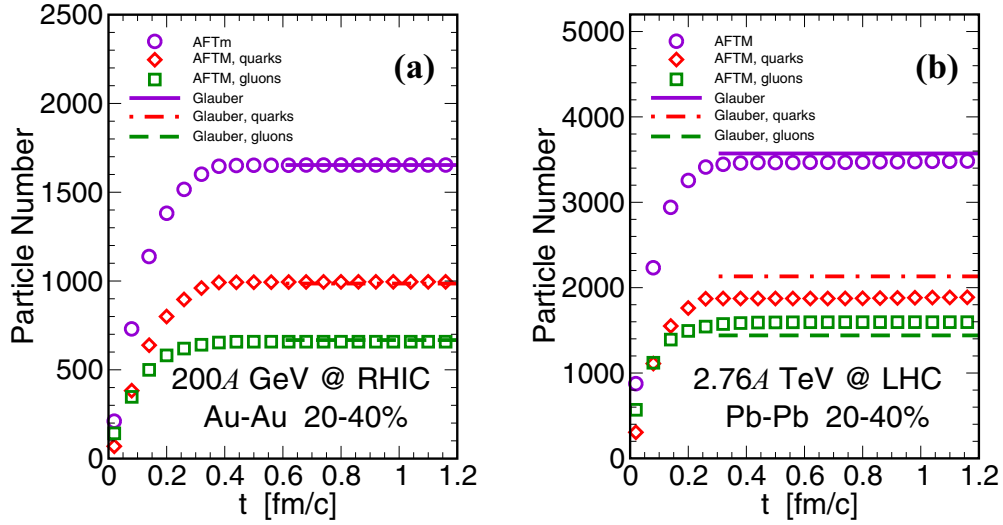 2500
2000
1500
1000
500
0
Particle Number
AFTm
AFTM, quarks
AFTM, gluons
Glauber
Glauber, quarks
Glauber, gluons
(a)
200A GeV @ RHIC
Au-Au 20-40%
0 0.2 0.4 0.6 0.8 1 1.2
t [fm/c]
5000
4000
3000
2000
1000
0
Particle Number
AFTM
AFTM, quarks
AFTM, gluons
Glauber
Glauber, quarks
Glauber, gluons
(b)
2.76A TeV @ LHC
Pb-Pb 20-40%
0 0.2 0.4 0.6 0.8 1 1.2
t [fm/c]